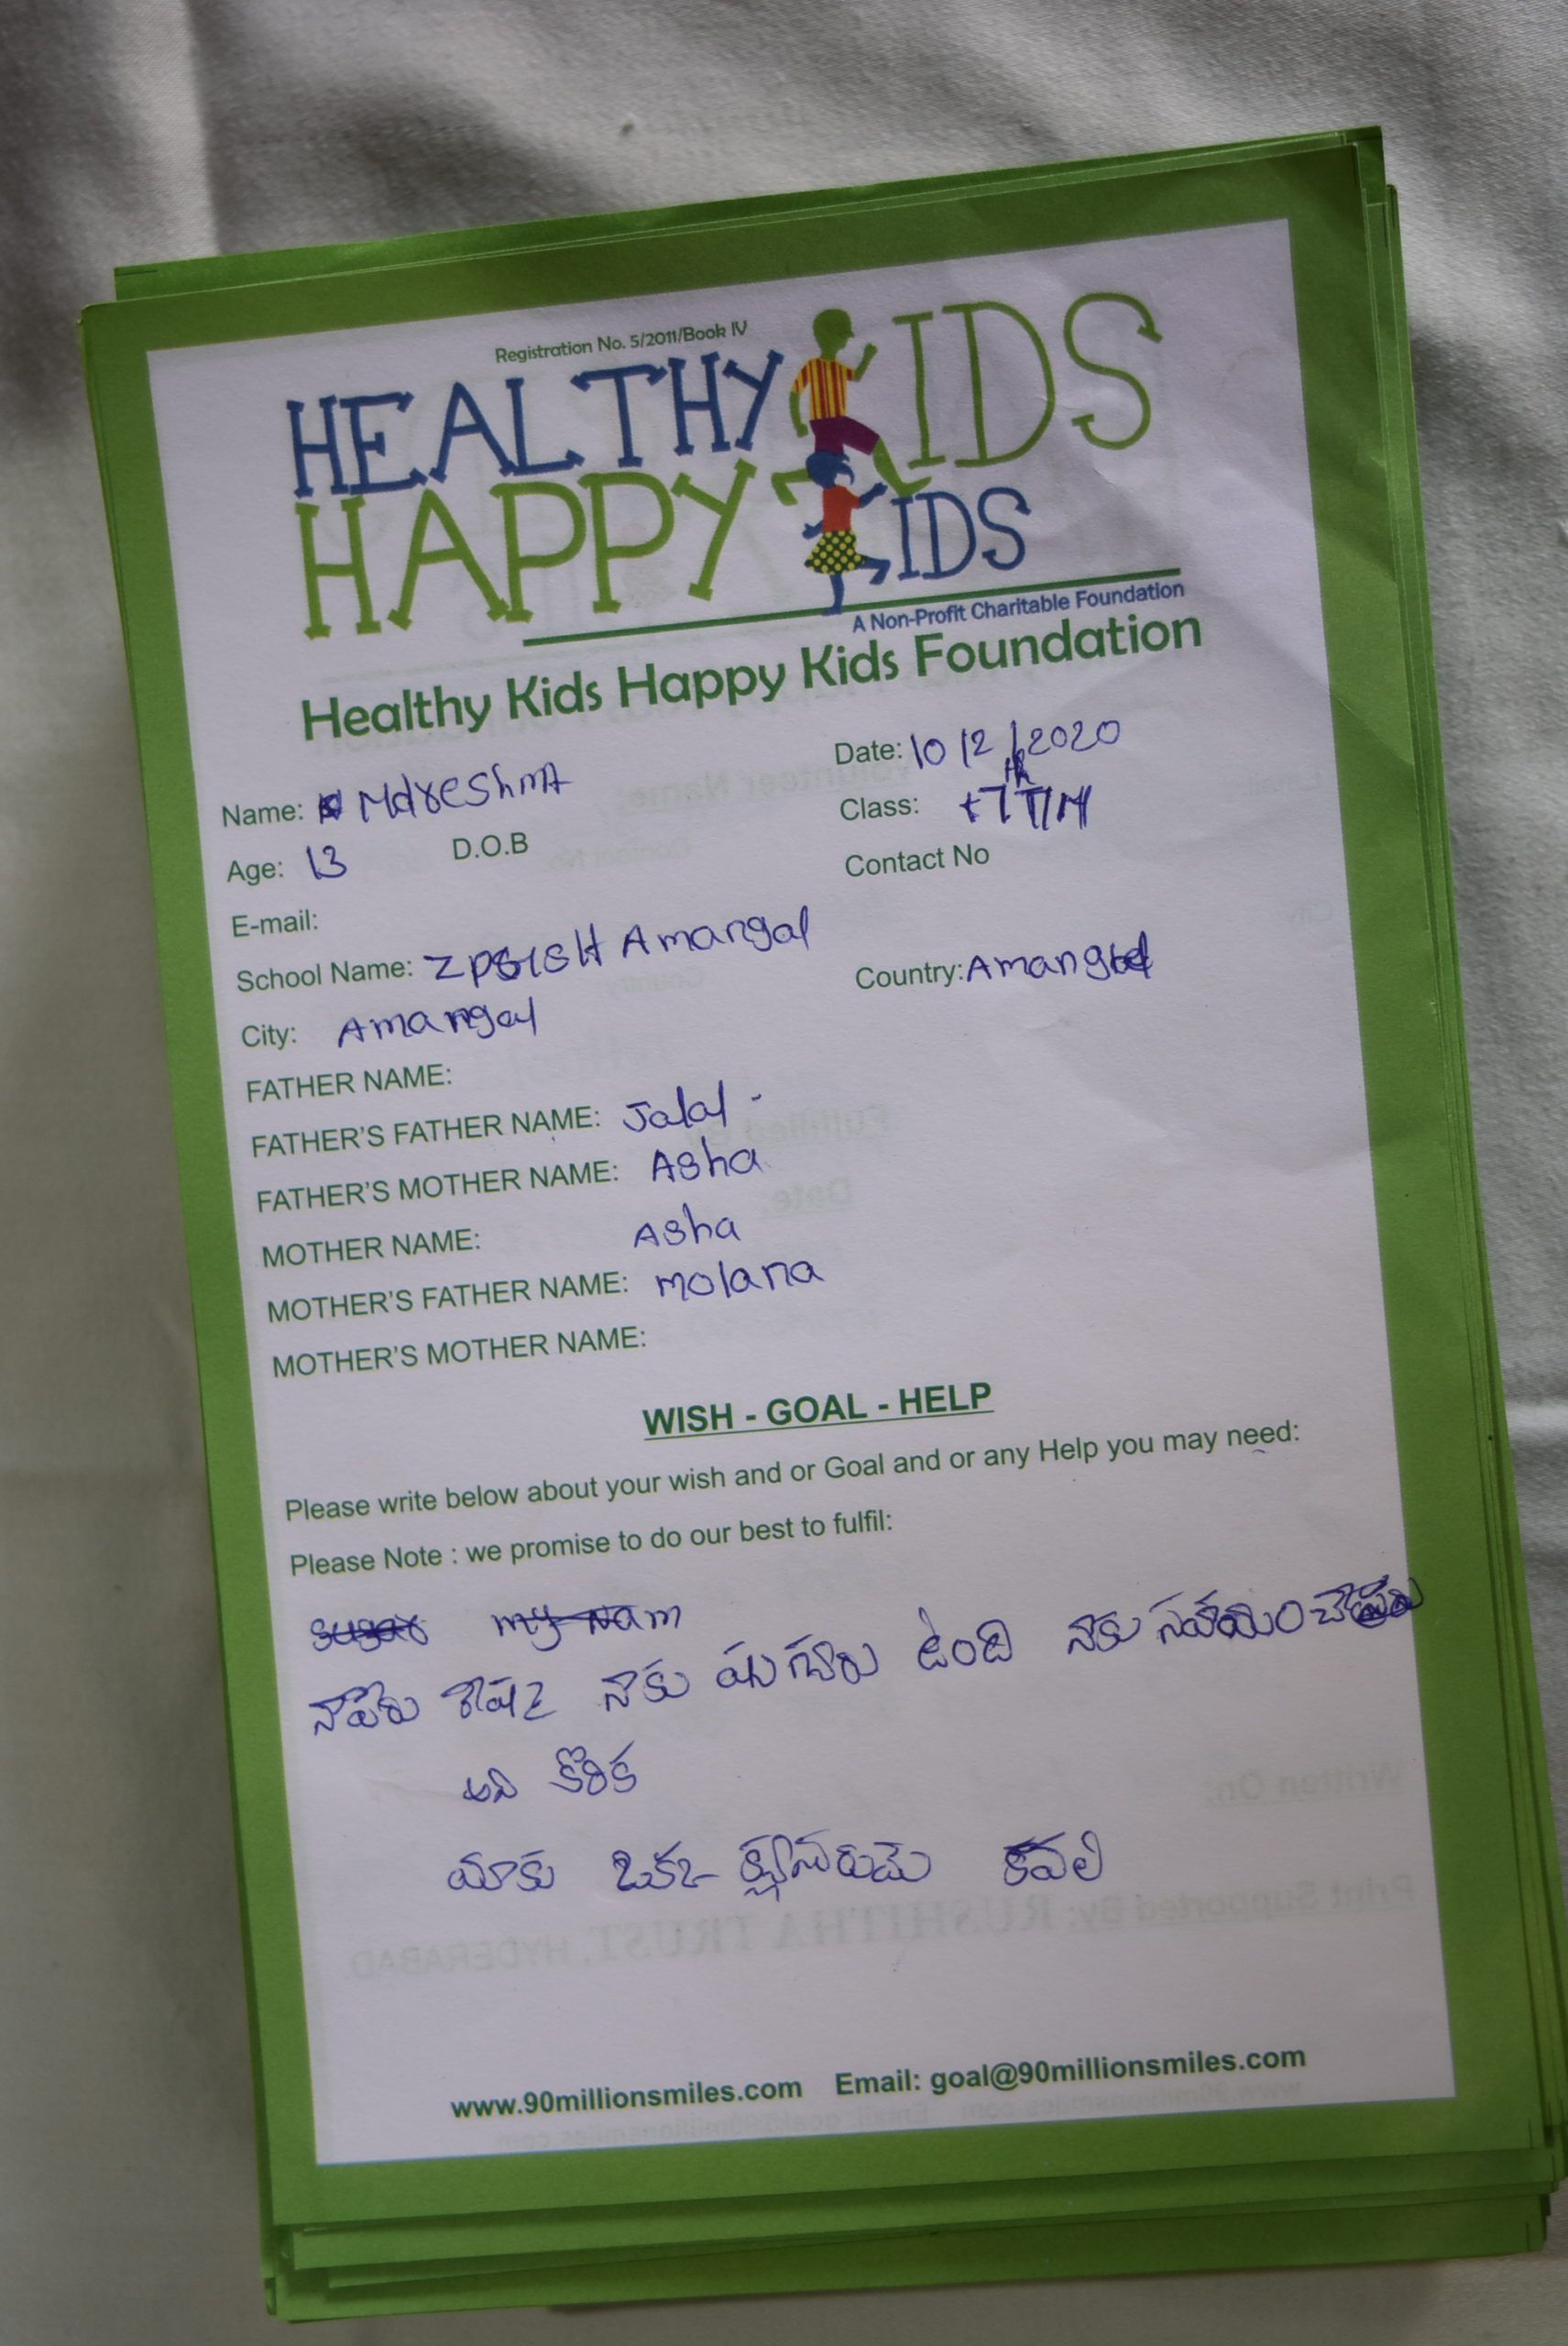 Registration No. 5/2011/Book IV
HEALTHY KIDS
HAPPY KIDS
A Non-Profit Charitable Foundation
Healthy Kids Happy Kids Foundation
Name: Mdreshma Date: 10/2/2020
Age: 13 D.O.B Class: 7th
E-mail: Contact No
School Name: Amangal
City: Amangal Country: Amangal
FATHER NAME:
FATHER'S FATHER NAME: Jalal
FATHER'S MOTHER NAME: Asha
MOTHER NAME: Asha
MOTHER'S FATHER NAME: molana
MOTHER'S MOTHER NAME:
WISH - GOAL - HELP
Please write below about your wish and or Goal and or any Help you may need:
Please Note : we promise to do our best to fulfil:
sugar my nam
నాపేరు నాకు ఉంది నాకు
కోరిక
మాకు ఒక్క కవలి
www.90millionsmiles.com Email: goal@90millionsmiles.com